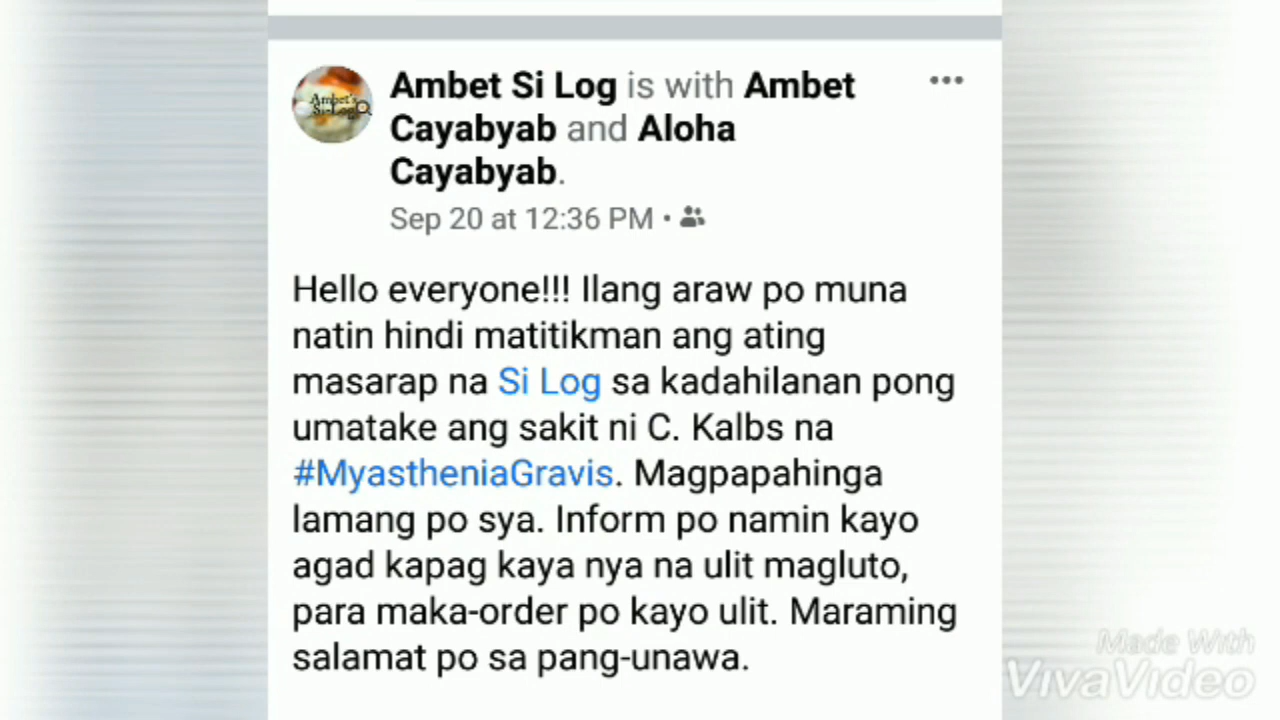 Ambet's
Si-Log
Ambet Si Log is with Ambet
Cayabyab and Aloha
Cayabyab.
Sep 20 at 12:36 PM •
Hello everyone!!! Ilang araw po muna
natin hindi matitikman ang ating
masarap na Si Log sa kadahilanan pong
umatake ang sakit ni C. Kalbs na
#MyastheniaGravis. Magpapahinga
lamang po sya. Inform po namin kayo
agad kapag kaya nya na ulit magluto,
para maka-order po kayo ulit. Maraming
salamat po sa pang-unawa.
Made With
VivaVideo